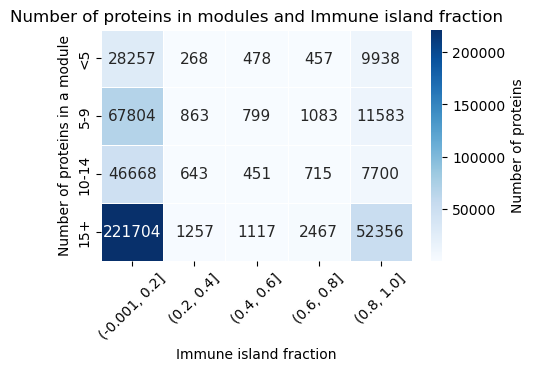 Number of proteins in modules and Immune island fraction
Number of proteins in a module
<5 28257 268 478 457 9938
5-9 67804 863 799 1083 11583
10-14 46668 643 451 715 7700
15+ 221704 1257 1117 2467 52356
(-0.001, 0.2] (0.2, 0.4] (0.4, 0.6] (0.6, 0.8] (0.8, 1.0]
Immune island fraction
200000
150000
100000
50000
Number of proteins